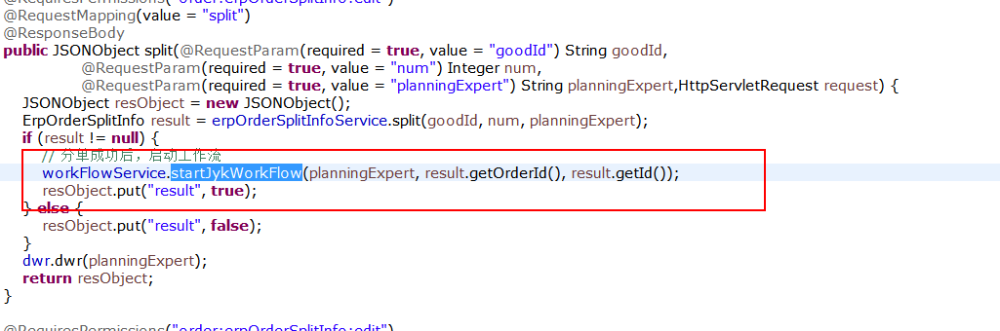 @RequiresPermissions("order:erpOrderSplitInfo:edit")
@RequestMapping(value = "split")
@ResponseBody
public JSONObject split(@RequestParam(required = true, value = "goodId") String goodId,
@RequestParam(required = true, value = "num") Integer num,
@RequestParam(required = true, value = "planningExpert") String planningExpert,HttpServletRequest request) {
JSONObject resObject = new JSONObject();
ErpOrderSplitInfo result = erpOrderSplitInfoService.split(goodId, num, planningExpert);
if (result != null) {
// 分单成功后，启动工作流
workFlowService.startJykWorkFlow(planningExpert, result.getOrderId(), result.getId());
resObject.put("result", true);
} else {
resObject.put("result", false);
}
dwr.dwr(planningExpert);
return resObject;
}
@RequiresPermissions("order:erpOrderSplitInfo:edit")